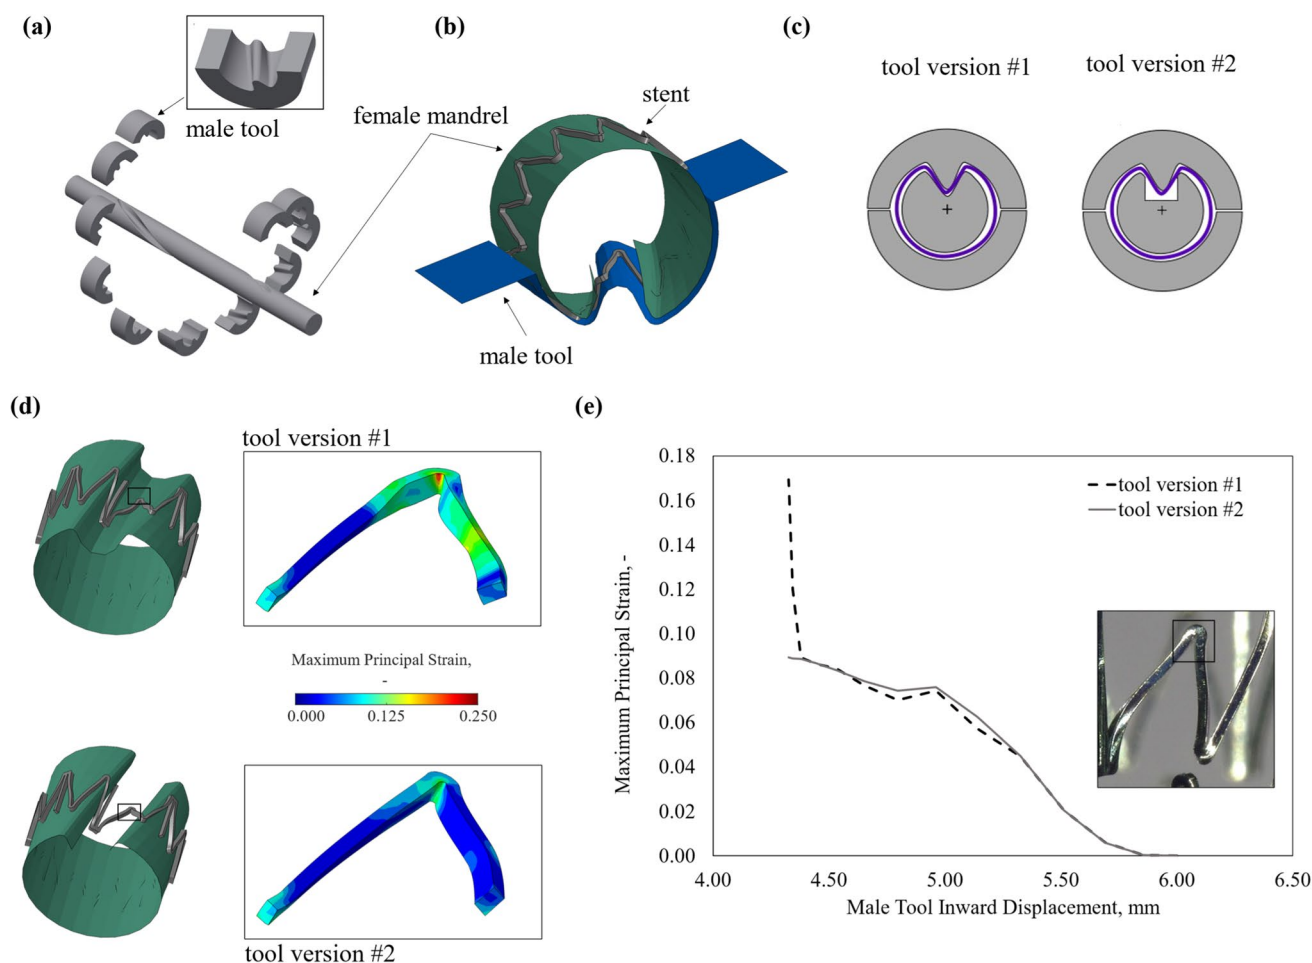 (a)
male tool
female mandrel
(b)
stent
male tool
(c)
tool version #1
tool version #2
(d)
tool version #1
Maximum Principal Strain,
-
0.000
0.125
0.250
tool version #2
(e)
Maximum Principal Strain, -
0.18
0.16
0.14
0.12
0.10
0.08
0.06
0.04
0.02
0.00
tool version #1
tool version #2
4.00
4.50
5.00
5.50
6.00
6.50
Male Tool Inward Displacement, mm